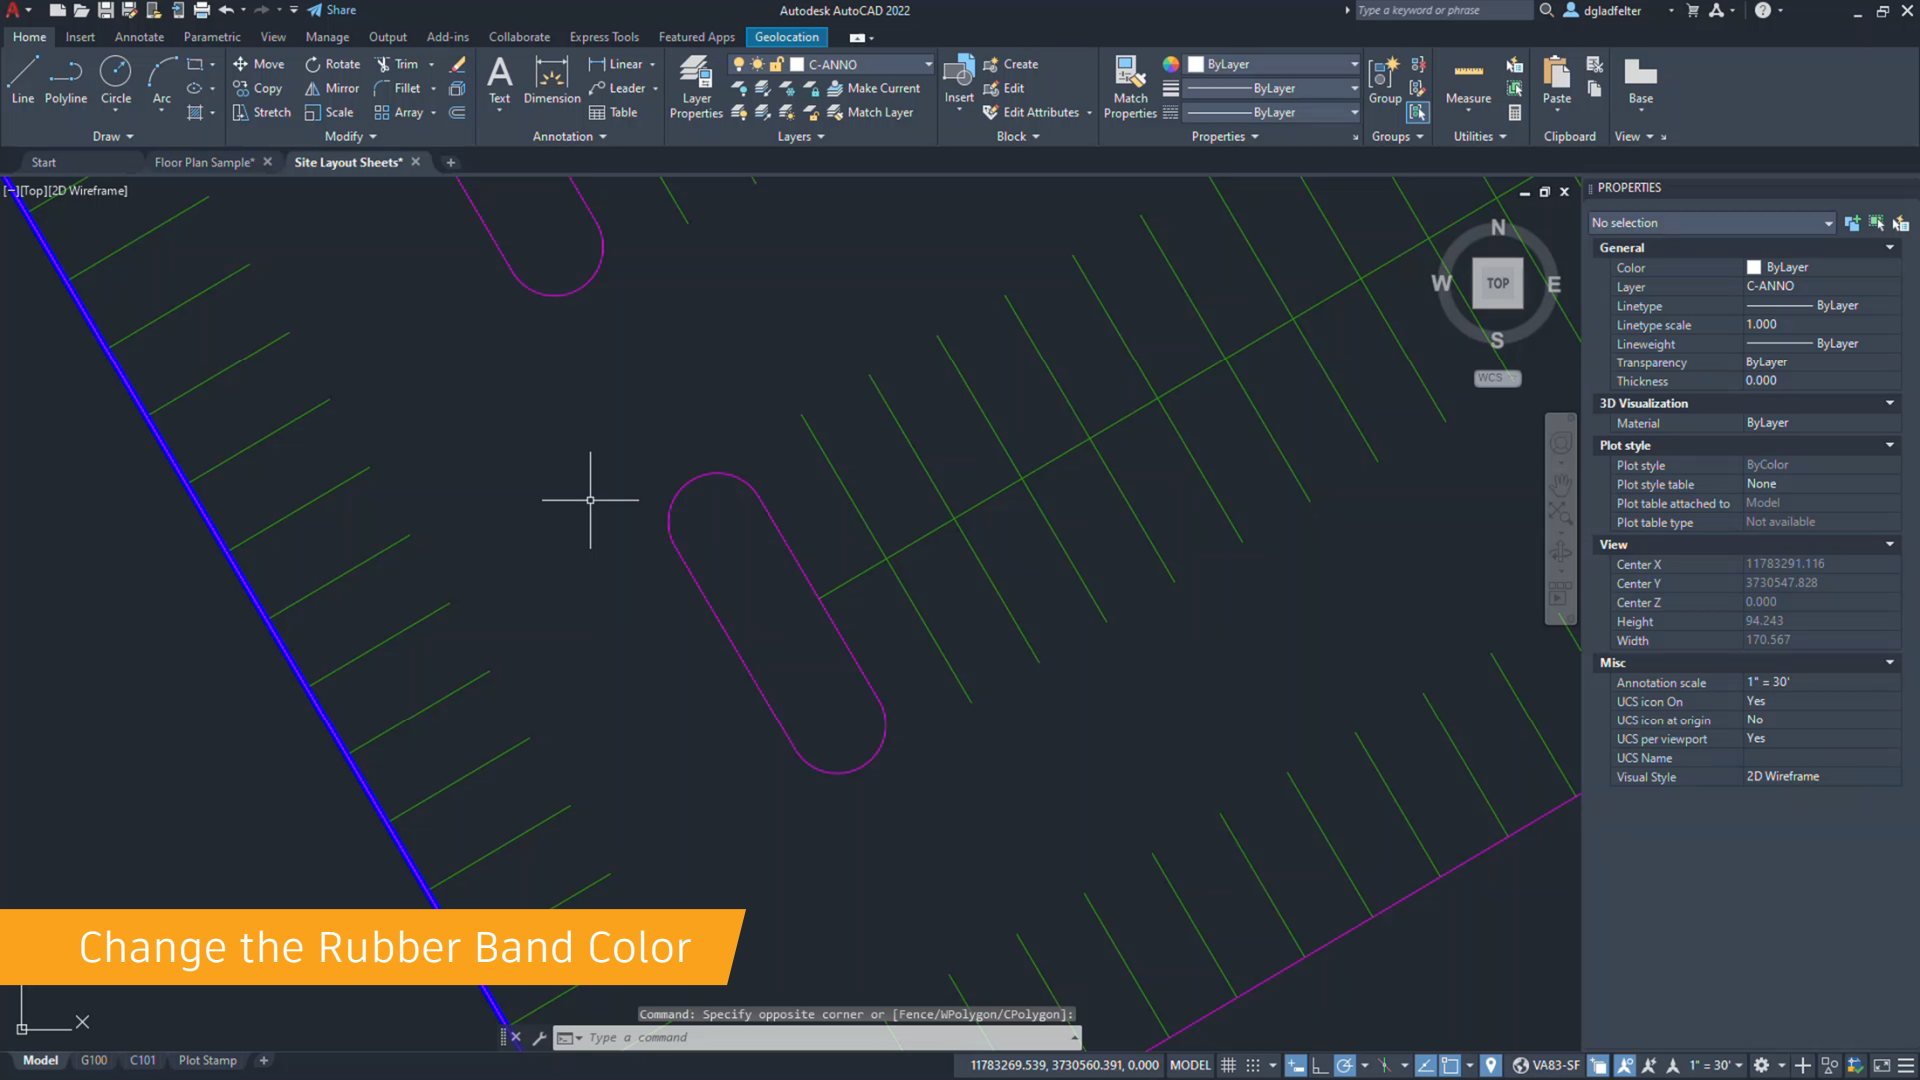 Share
Autodesk AutoCAD 2022
Type a keyword or phrase
dgladfelter
Home
Insert
Annotate
Parametric
View
Manage
Output
Add-ins
Collaborate
Express Tools
Featured Apps
Geolocation
Line
Polyline
Circle
Arc
Move
Rotate
Trim
Copy
Mirror
Fillet
Stretch
Scale
Array
Text
Dimension
Linear
Leader
Table
Layer
Properties
C-ANNO
Make Current
Match Layer
Insert
Create
Edit
Edit Attributes
Match
Properties
ByLayer
ByLayer
ByLayer
Group
Measure
Paste
Base
Draw
Modify
Annotation
Layers
Block
Properties
Groups
Utilities
Clipboard
View
Start
Floor Plan Sample*
Site Layout Sheets*
[−][Top][2D Wireframe]
N
W
TOP
E
S
WCS
PROPERTIES
No selection
General
Color ByLayer
Layer C-ANNO
Linetype ByLayer
Linetype scale 1.000
Lineweight ByLayer
Transparency ByLayer
Thickness 0.000
3D Visualization
Material ByLayer
Plot style
Plot style ByColor
Plot style table None
Plot table attached to Model
Plot table type Not available
View
Center X 11783291.116
Center Y 3730547.828
Center Z 0.000
Height 94.243
Width 170.567
Misc
Annotation scale 1" = 30'
UCS icon On Yes
UCS icon at origin No
UCS per viewport Yes
UCS Name
Visual Style 2D Wireframe
Change the Rubber Band Color
X
Command: Specify opposite corner or [Fence/WPolygon/CPolygon]:
Type a command
Model
G100
C101
Plot Stamp
11783269.539, 3730560.391, 0.000
MODEL
VA83-SF
1" = 30'